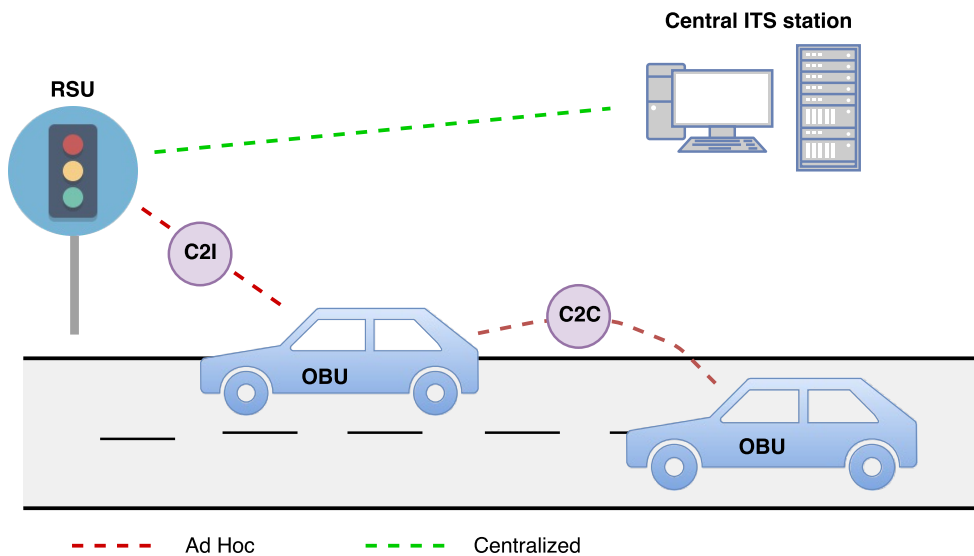 Central ITS station
RSU
C2I
C2C
OBU
OBU
Ad Hoc
Centralized